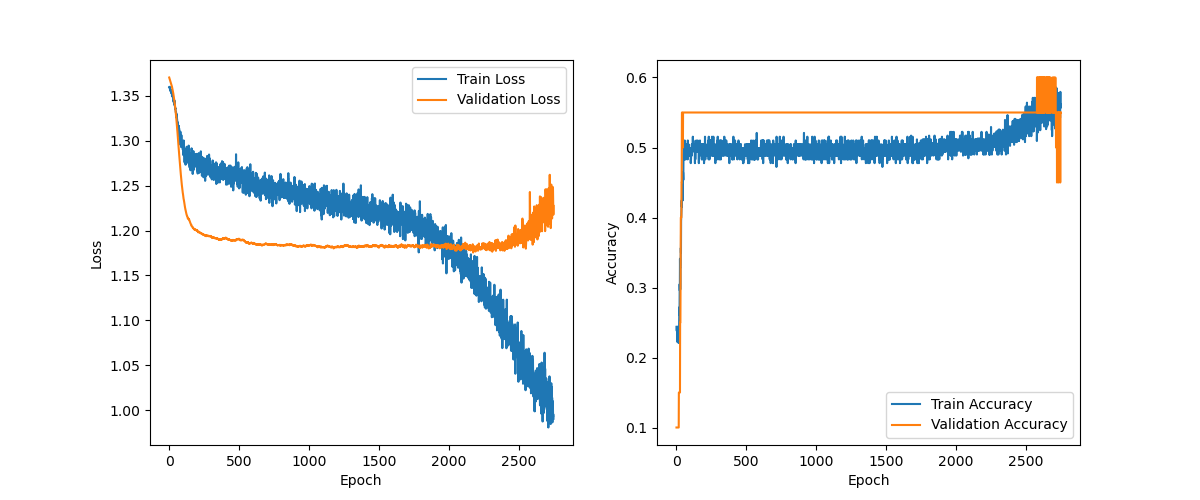 1.35
1.30
1.25
1.20
1.15
1.10
1.05
1.00
Loss
0 500 1000 1500 2000 2500
Epoch
Train Loss
Validation Loss
0.6
0.5
0.4
0.3
0.2
0.1
Accuracy
0 500 1000 1500 2000 2500
Epoch
Train Accuracy
Validation Accuracy